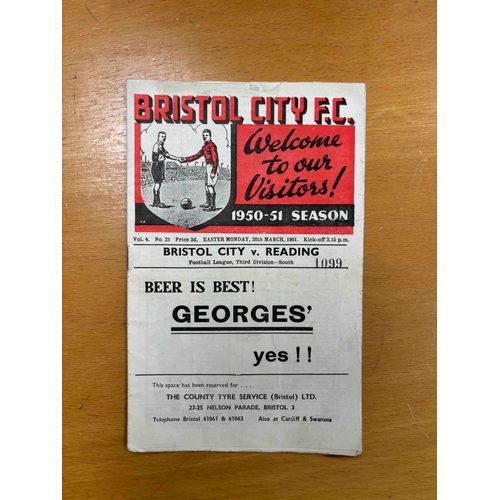 BRISTOL CITY F.C.
Welcome
to our
Visitors!
1950-51 SEASON
Vol. 4. No. 21 Price 3d. EASTER MONDAY, 26th MARCH, 1951. Kick-off 3.15 p.m.
BRISTOL CITY v. READING
Football League, Third Division—South
1099
BEER IS BEST!
GEORGES'
yes!!
This space has been reserved for . . .
THE COUNTY TYRE SERVICE (Bristol) LTD.
23-25 NELSON PARADE, BRISTOL 3
Telephone Bristol 61061 & 61062 Also at Cardiff & Swansea